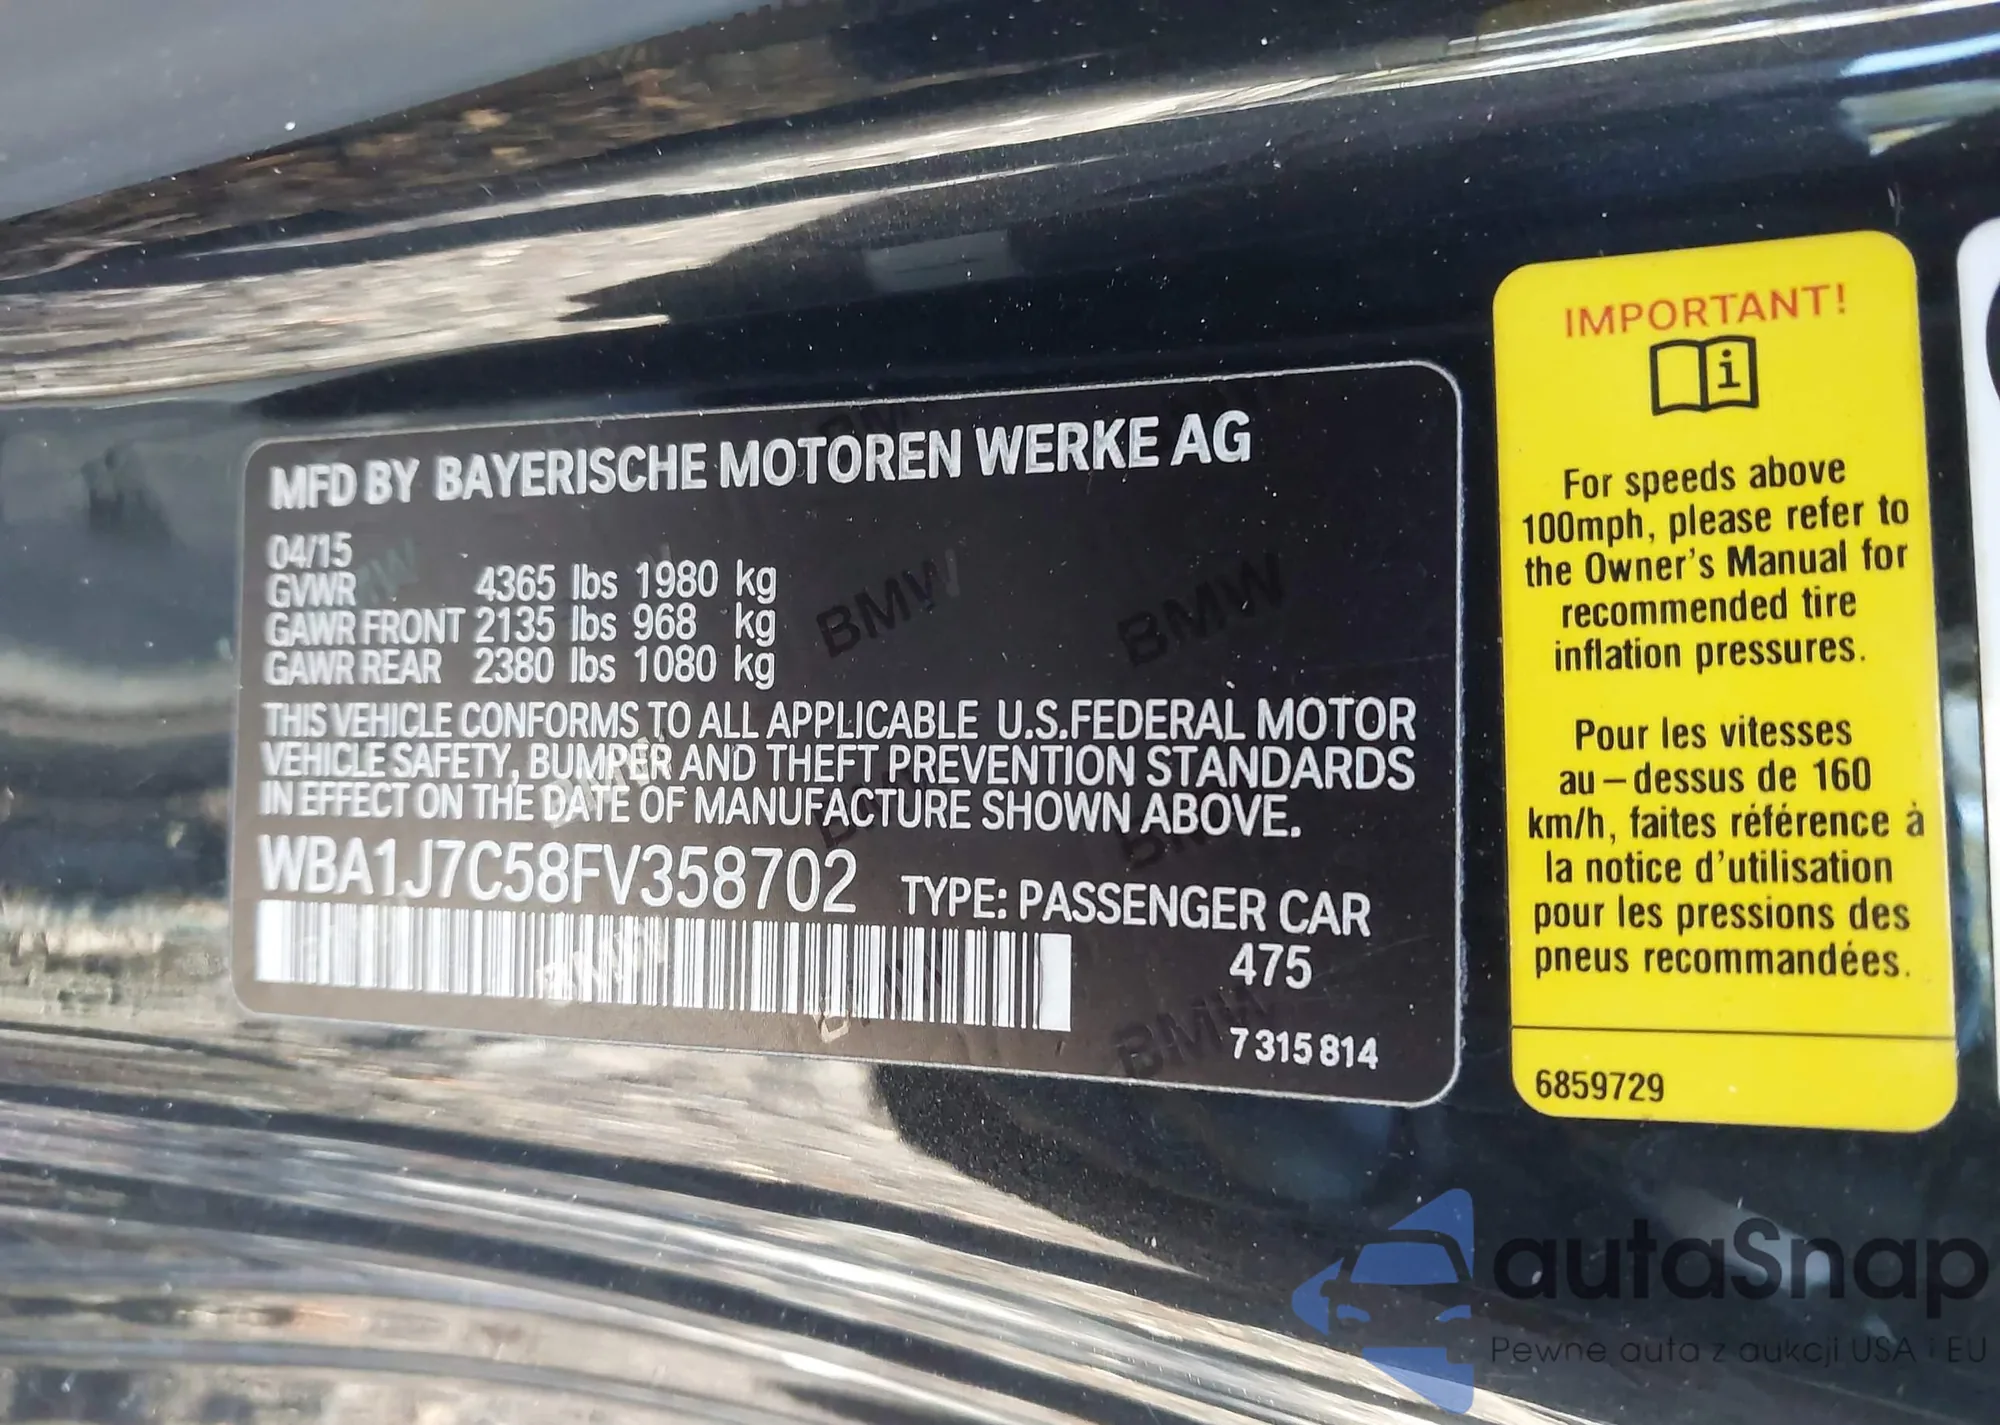 MFD BY BAYERISCHE MOTOREN WERKE AG
04/15
GVWR 4365 lbs 1980 kg
GAWR FRONT 2135 lbs 968 kg
GAWR REAR 2380 lbs 1080 kg
THIS VEHICLE CONFORMS TO ALL APPLICABLE U.S.FEDERAL MOTOR
VEHICLE SAFETY, BUMPER AND THEFT PREVENTION STANDARDS
IN EFFECT ON THE DATE OF MANUFACTURE SHOWN ABOVE.
WBA1J7C58FV358702 TYPE: PASSENGER CAR
475
7315814
BMW BMW
IMPORTANT!
i
For speeds above
100mph, please refer to
the Owner's Manual for
recommended tire
inflation pressures.
Pour les vitesses
au-dessus de 160
km/h, faites référence à
la notice d'utilisation
pour les pressions des
pneus recommandées.
6859729
autaSnap
Pewne auta z aukcji USA i EU